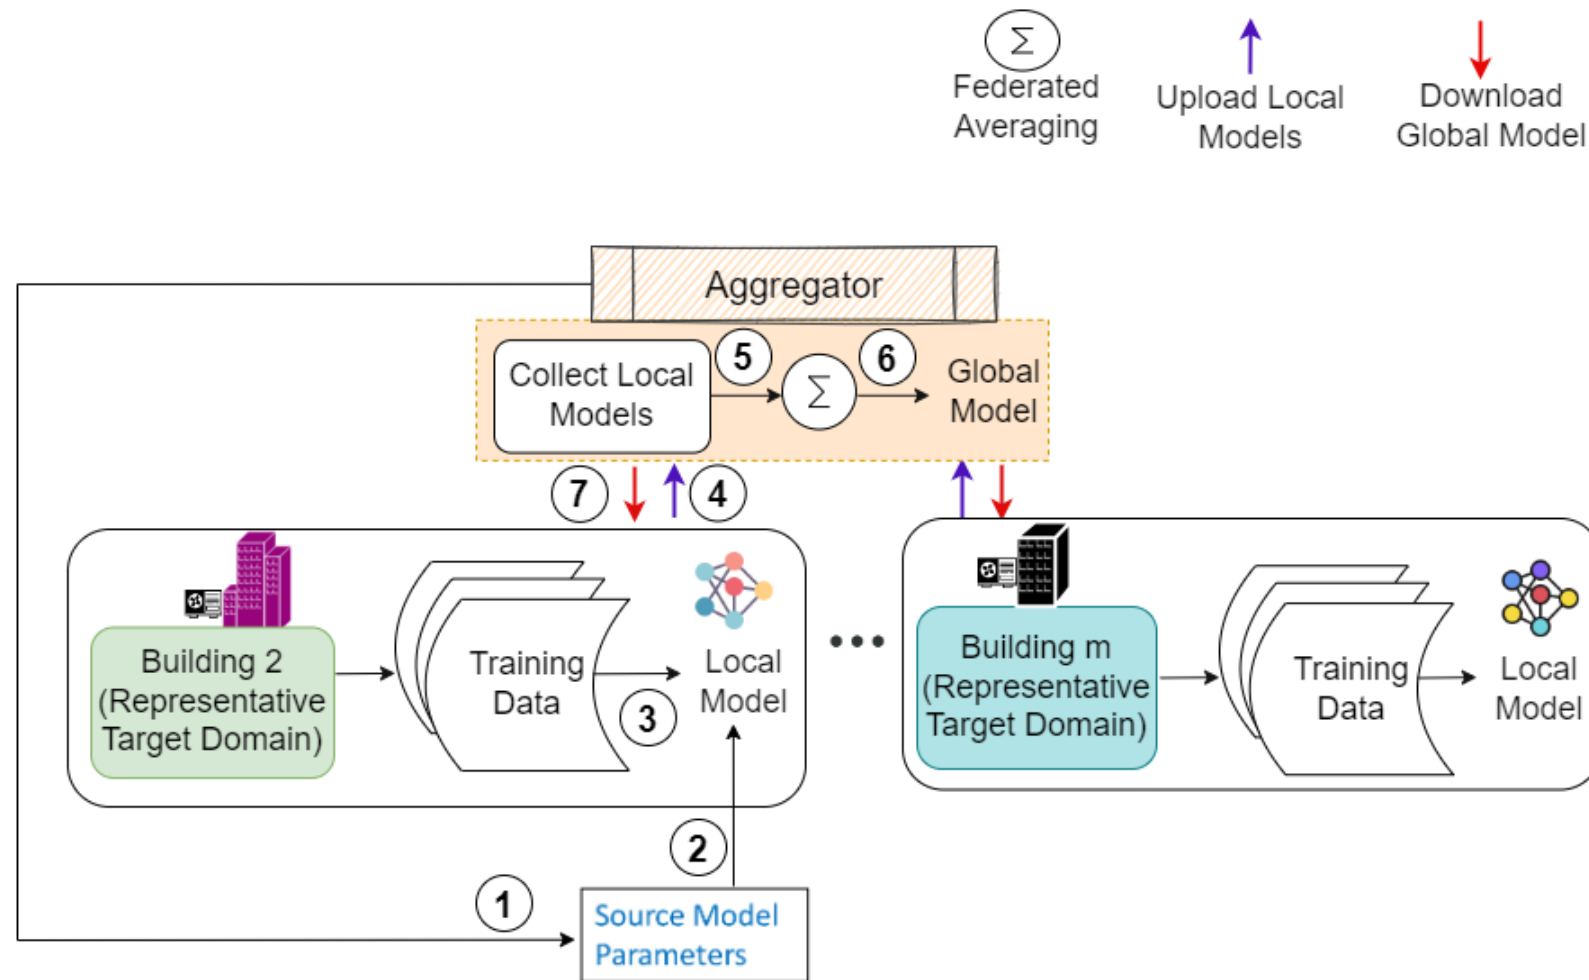 Σ
Federated
Averaging
Upload Local
Models
Download
Global Model
Aggregator
Collect Local
Models
5
Σ
6
Global
Model
7
4
Building 2
(Representative
Target Domain)
Training
Data
3
Local
Model
Building m
(Representative
Target Domain)
Training
Data
Local
Model
2
1
Source Model
Parameters